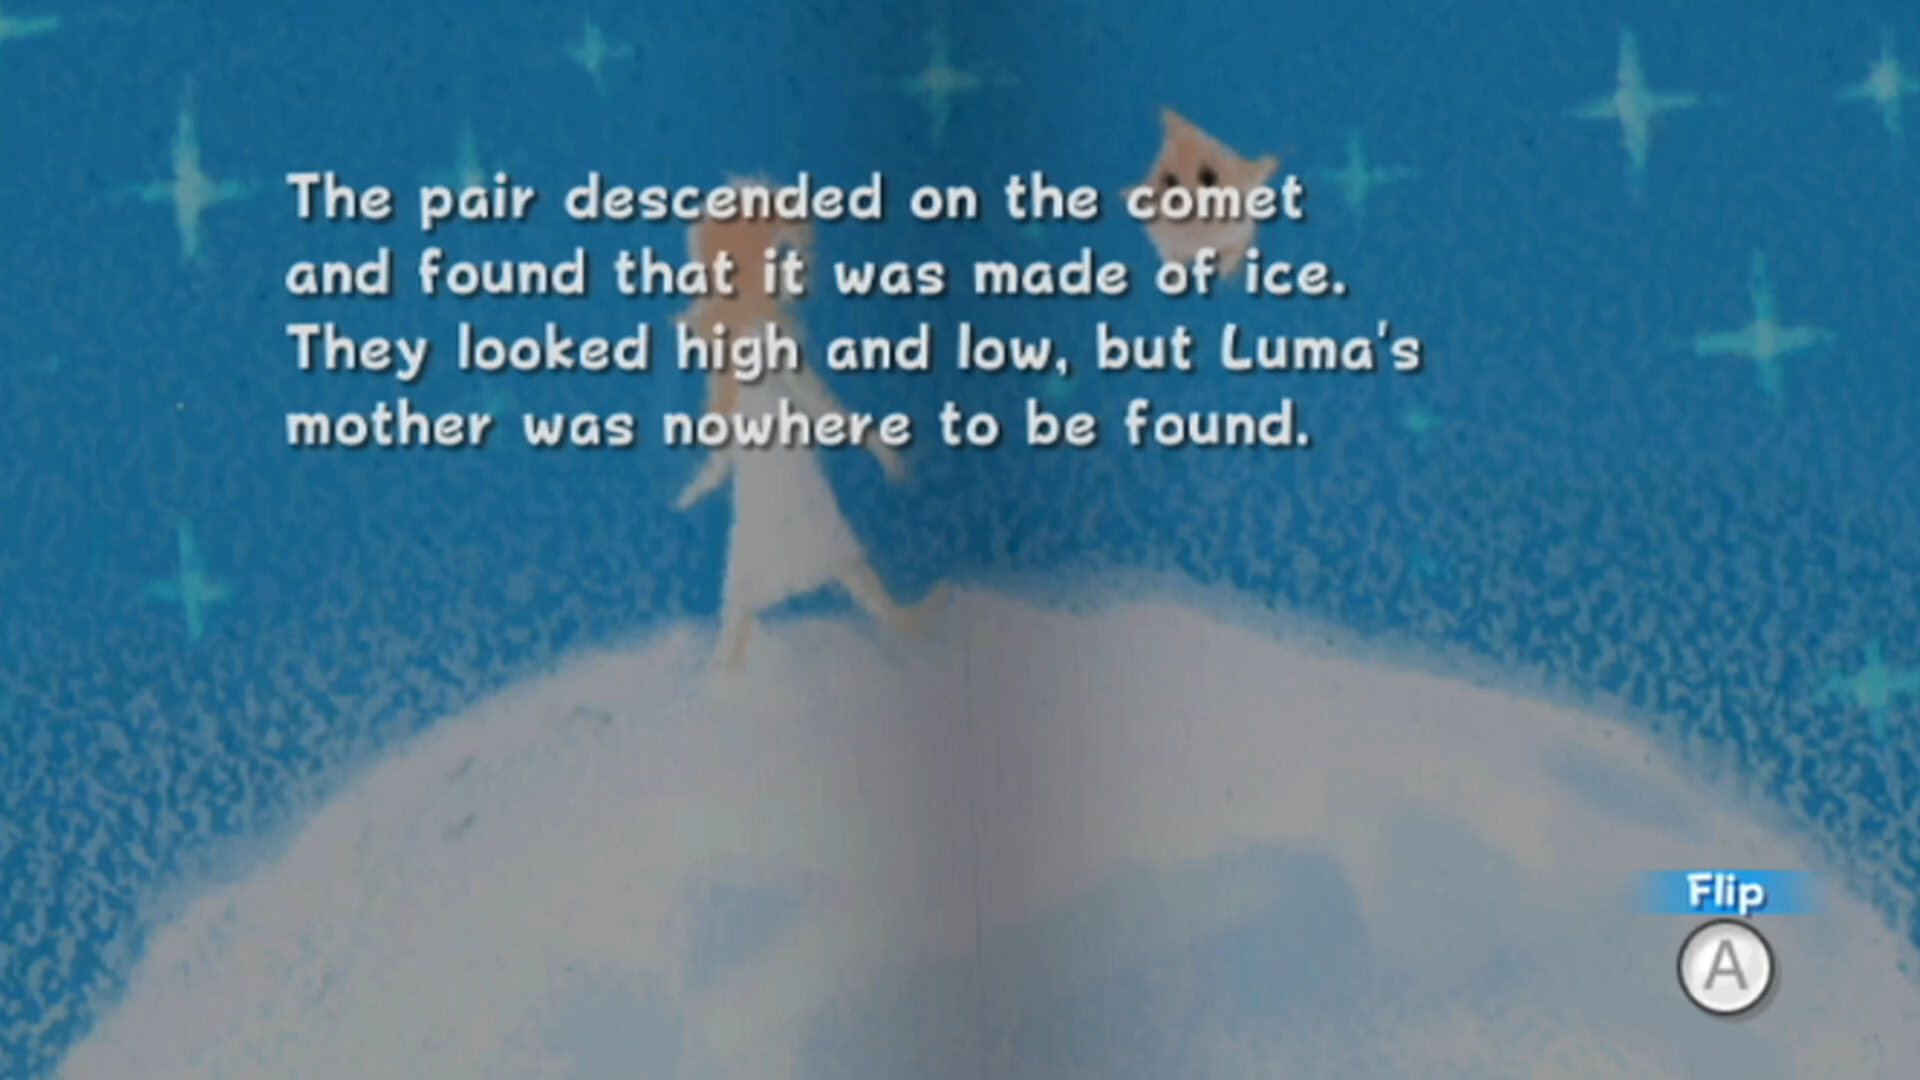 The pair descended on the comet
and found that it was made of ice.
They looked high and low, but Luma's
mother was nowhere to be found.
Flip
A